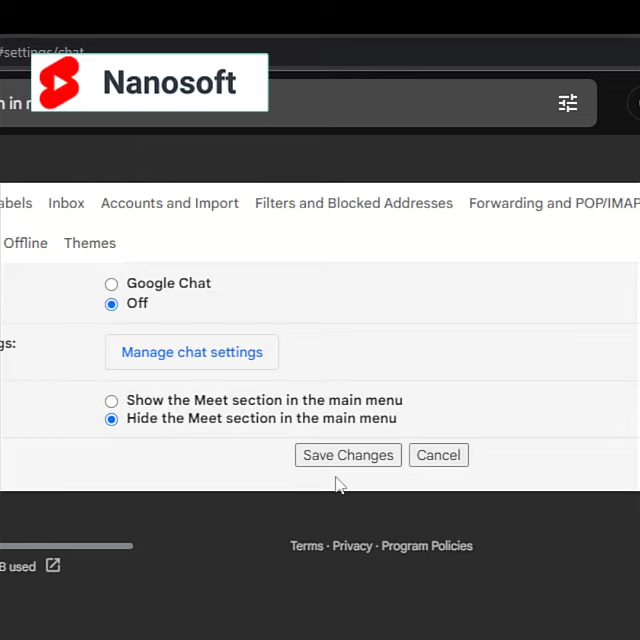 #settings/chat
Nanosoft
n in
abels Inbox Accounts and Import Filters and Blocked Addresses Forwarding and POP/IMAP
Offline Themes
Google Chat
Off
gs:
Manage chat settings
Show the Meet section in the main menu
Hide the Meet section in the main menu
Save Changes Cancel
Terms · Privacy · Program Policies
B used